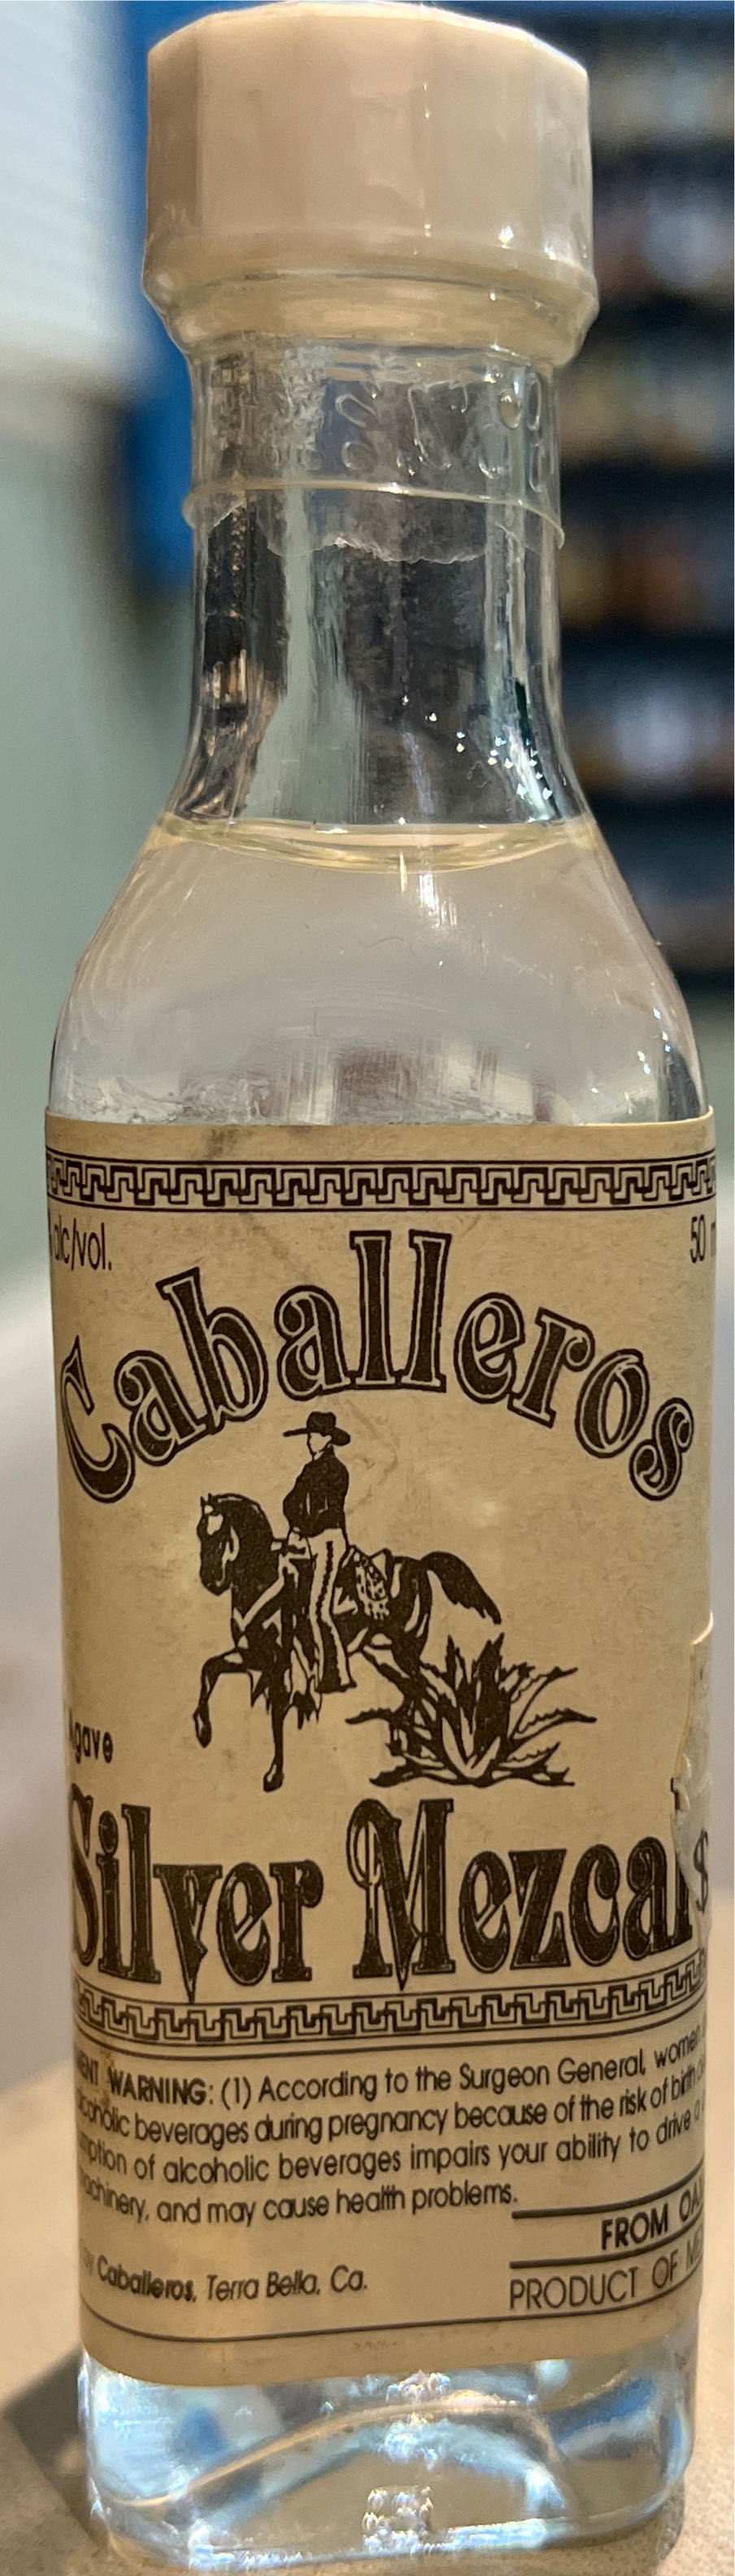 alc/vol.
50
Caballeros
Agave
Silver Mezcal
$
WARNING: (1) According to the Surgeon General, women
alcoholic beverages during pregnancy because of the risk of birth
of alcoholic beverages impairs your ability to drive a
machinery, and may cause health problems.
FROM
Caballeros, Terra Bella, Ca.
PRODUCT OF